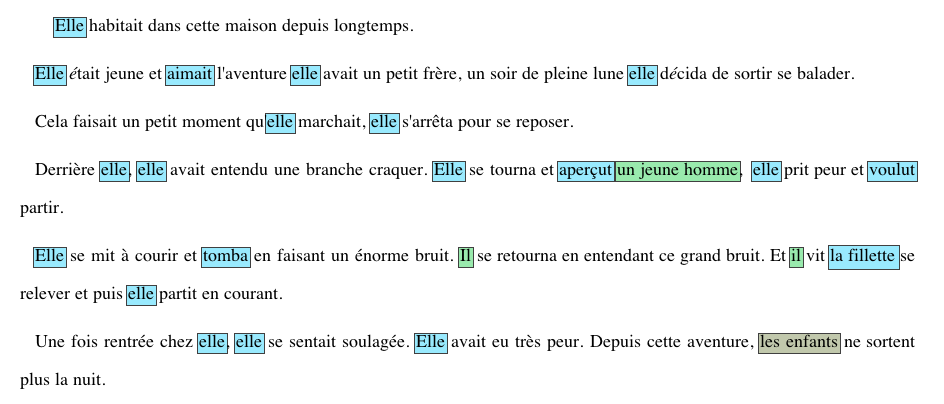 Elle habitait dans cette maison depuis longtemps.
Elle était jeune et aimait l'aventure elle avait un petit frère, un soir de pleine lune elle décida de sortir se balader.
Cela faisait un petit moment qu elle marchait, elle s'arrêta pour se reposer.
Derrière elle, elle avait entendu une branche craquer. Elle se tourna et aperçut un jeune homme, elle prit peur et voulut
partir.
Elle se mit à courir et tomba en faisant un énorme bruit. Il se retourna en entendant ce grand bruit. Et il vit la fillette se
relever et puis elle partit en courant.
Une fois rentrée chez elle, elle se sentait soulagée. Elle avait eu très peur. Depuis cette aventure, les enfants ne sortent
plus la nuit.